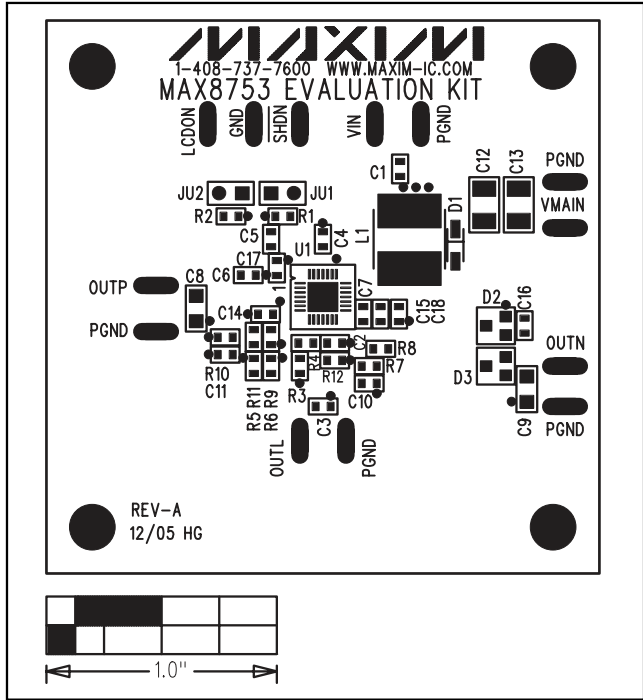 MAXIM
1-408-737-7600 WWW.MAXIM-IC.COM
MAX8753 EVALUATION KIT
LCDON
GND
SHDN
VIN
PGND
C1
C12
C13
PGND
VMAIN
JU2
JU1
R2
R1
C5
U1
C4
L1
D1
C17
C6
1
OUTP
C8
PGND
C14
C7
C15
C18
D2
C16
OUTN
R10
C11
R4
C2
R12
R8
R7
D3
R5
R11
R6
R9
R3
C10
C3
C9
PGND
OUTL
PGND
REV-A
12/05 HG
1.0"